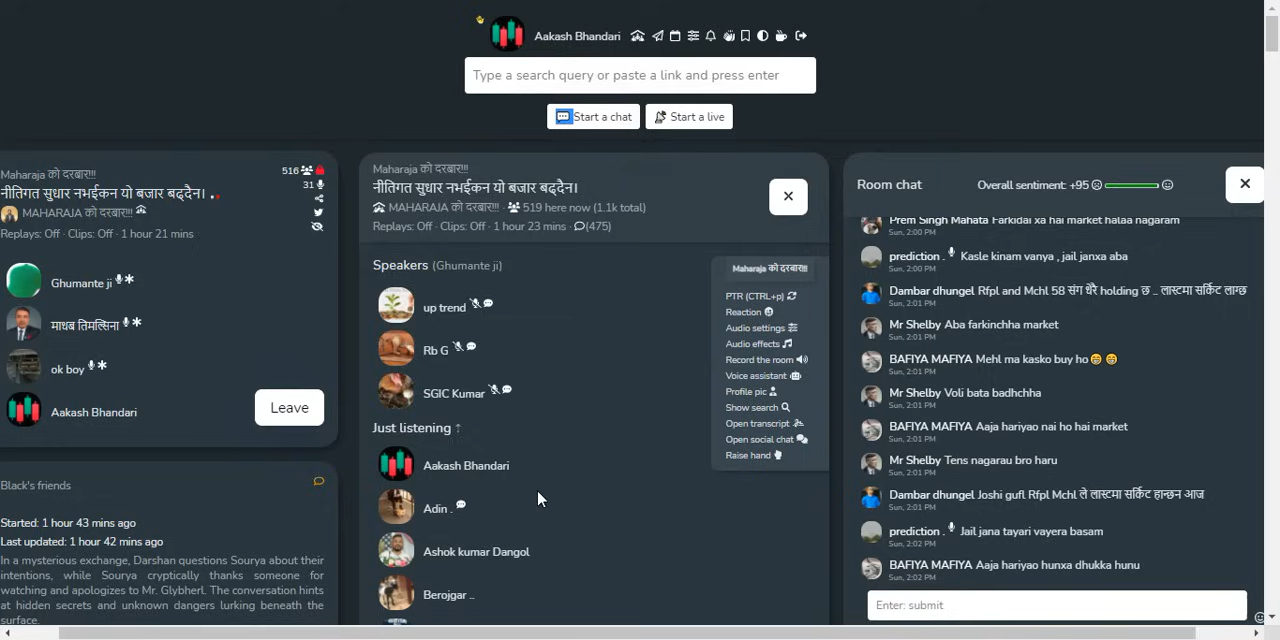 Aakash Bhandari
Type a search query or paste a link and press enter
Start a chat
Start a live
Maharaja को दरबार!!!
516
नीतिगत सुधार नभईकन यो बजार बढ्दैन। ..
31
MAHARAJA को दरबार!!!
Replays: Off · Clips: Off · 1 hour 21 mins
Ghumante ji
माधब तिमल्सिना
ok boy
Aakash Bhandari
Leave
Black's friends
Started: 1 hour 43 mins ago
Last updated: 1 hour 42 mins ago
In a mysterious exchange, Darshan questions Sourya about their
intentions, while Sourya cryptically thanks someone for
watching and apologizes to Mr. Glybherl. The conversation hints
at hidden secrets and unknown dangers lurking beneath the
surface.
Maharaja को दरबार!!!
नीतिगत सुधार नभईकन यो बजार बढ्दैन।
MAHARAJA को दरबार!!! · 519 here now (1.1k total)
Replays: Off · Clips: Off · 1 hour 23 mins · (475)
Speakers (Ghumante ji)
up trend
Rb G
SGIC Kumar
Just listening ↑
Aakash Bhandari
Adin .
Ashok kumar Dangol
Berojgar ..
Maharaja को दरबार!!!
PTR (CTRL+p)
Reaction
Audio settings
Audio effects
Record the room
Voice assistant
Profile pic
Show search
Open transcript
Open social chat
Raise hand
Room chat
Overall sentiment: +95
Prem Singh Mahata Farkidai xa hai market halaa nagaram
Sun, 2:00 PM
prediction . Kasle kinam vanya , jail janxa aba
Sun, 2:00 PM
Dambar dhungel Rfpl and Mchl 58 संग धेरै holding छ .. लास्टमा सर्किट लाग्छ
Sun, 2:01 PM
Mr Shelby Aba farkinchha market
Sun, 2:01 PM
BAFIYA MAFIYA Mehl ma kasko buy ho😁😁
Sun, 2:01 PM
Mr Shelby Voli bata badhchha
Sun, 2:01 PM
BAFIYA MAFIYA Aaja hariyao nai ho hai market
Sun, 2:01 PM
Mr Shelby Tens nagarau bro haru
Sun, 2:01 PM
Dambar dhungel Joshi gufl Rfpl Mchl ले लास्टमा सर्किट हान्छन आज
Sun, 2:01 PM
prediction . Jail jana tayari vayera basam
Sun, 2:02 PM
BAFIYA MAFIYA Aaja hariyao hunxa dhukka hunu
Sun, 2:02 PM
Enter: submit